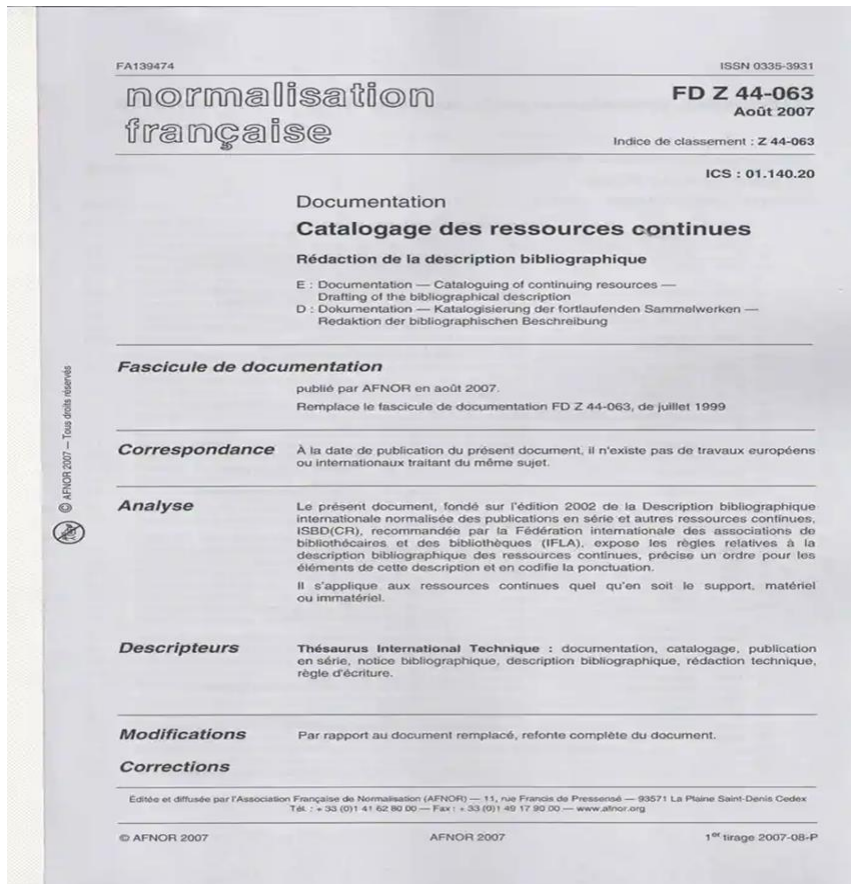 FA139474
ISSN 0335-3931
normalisation
française
FD Z 44-063
Août 2007
Indice de classement : Z 44-063
ICS : 01.140.20
Documentation
Catalogage des ressources continues
Rédaction de la description bibliographique
E : Documentation — Cataloguing of continuing resources —
Drafting of the bibliographical description
D : Dokumentation — Katalogisierung der fortlaufenden Sammelwerken —
Redaktion der bibliographischen Beschreibung
Fascicule de documentation
publié par AFNOR en août 2007.
Remplace le fascicule de documentation FD Z 44-063, de juillet 1999
Correspondance
À la date de publication du présent document, il n'existe pas de travaux européens
ou internationaux traitant du même sujet.
Analyse
Le présent document, fondé sur l'édition 2002 de la Description bibliographique
internationale normalisée des publications en série et autres ressources continues,
ISBD(CR), recommandée par la Fédération internationale des associations de
bibliothécaires et des bibliothèques (IFLA), expose les règles relatives à la
description bibliographique des ressources continues, précise un ordre pour les
éléments de cette description et en codifie la ponctuation.
Il s'applique aux ressources continues quel qu'en soit le support, matériel
ou immatériel.
Descripteurs
Thésaurus International Technique : documentation, catalogage, publication
en série, notice bibliographique, description bibliographique, rédaction technique,
règle d'écriture.
Modifications
Par rapport au document remplacé, refonte complète du document.
Corrections
Éditée et diffusée par l'Association Française de Normalisation (AFNOR) — 11, rue Francis de Pressensé — 93571 La Plaine Saint-Denis Cedex
Tél. : + 33 (0)1 41 62 80 00 — Fax : + 33 (0)1 49 17 90 00 — www.afnor.org
© AFNOR 2007
AFNOR 2007
1er tirage 2007-08-P
© AFNOR 2007 — Tous droits réservés